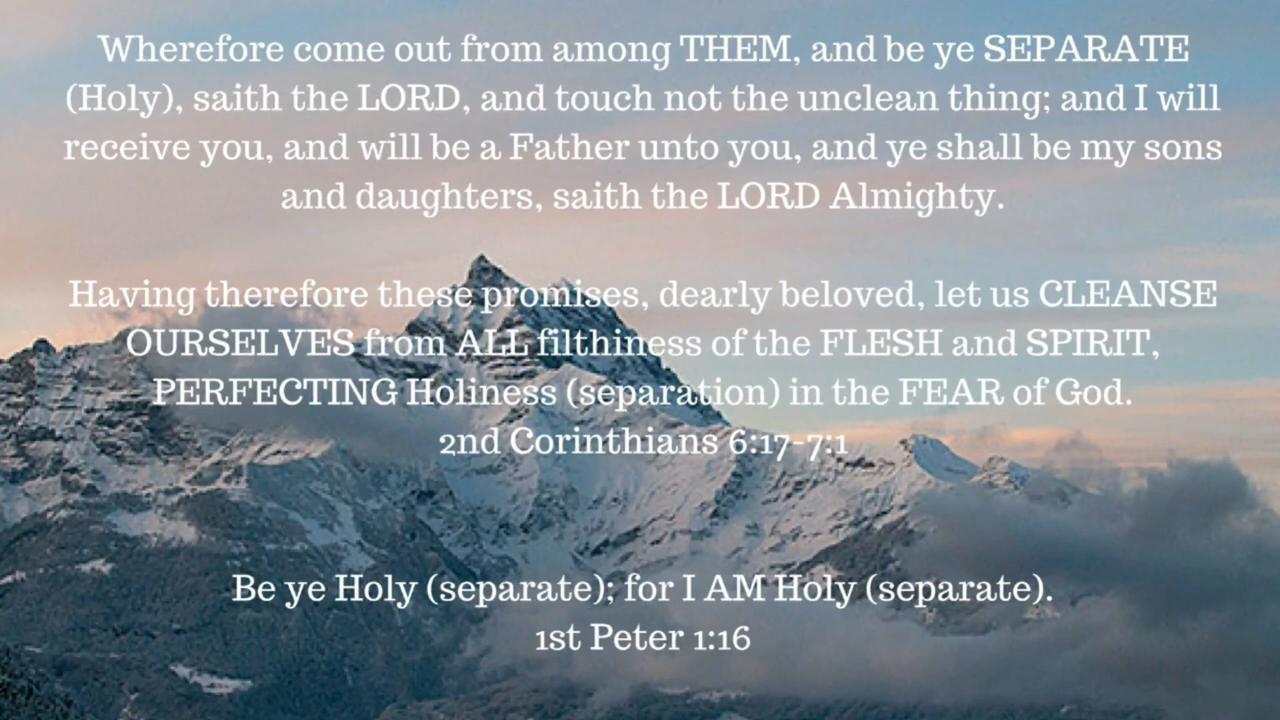 Wherefore come out from among THEM, and be ye SEPARATE
(Holy), saith the LORD, and touch not the unclean thing; and I will
receive you, and will be a Father unto you, and ye shall be my sons
and daughters, saith the LORD Almighty.
Having therefore these promises, dearly beloved, let us CLEANSE
OURSELVES from ALL filthiness of the FLESH and SPIRIT,
PERFECTING Holiness (separation) in the FEAR of God.
2nd Corinthians 6:17-7:1
Be ye Holy (separate); for I AM Holy (separate).
1st Peter 1:16